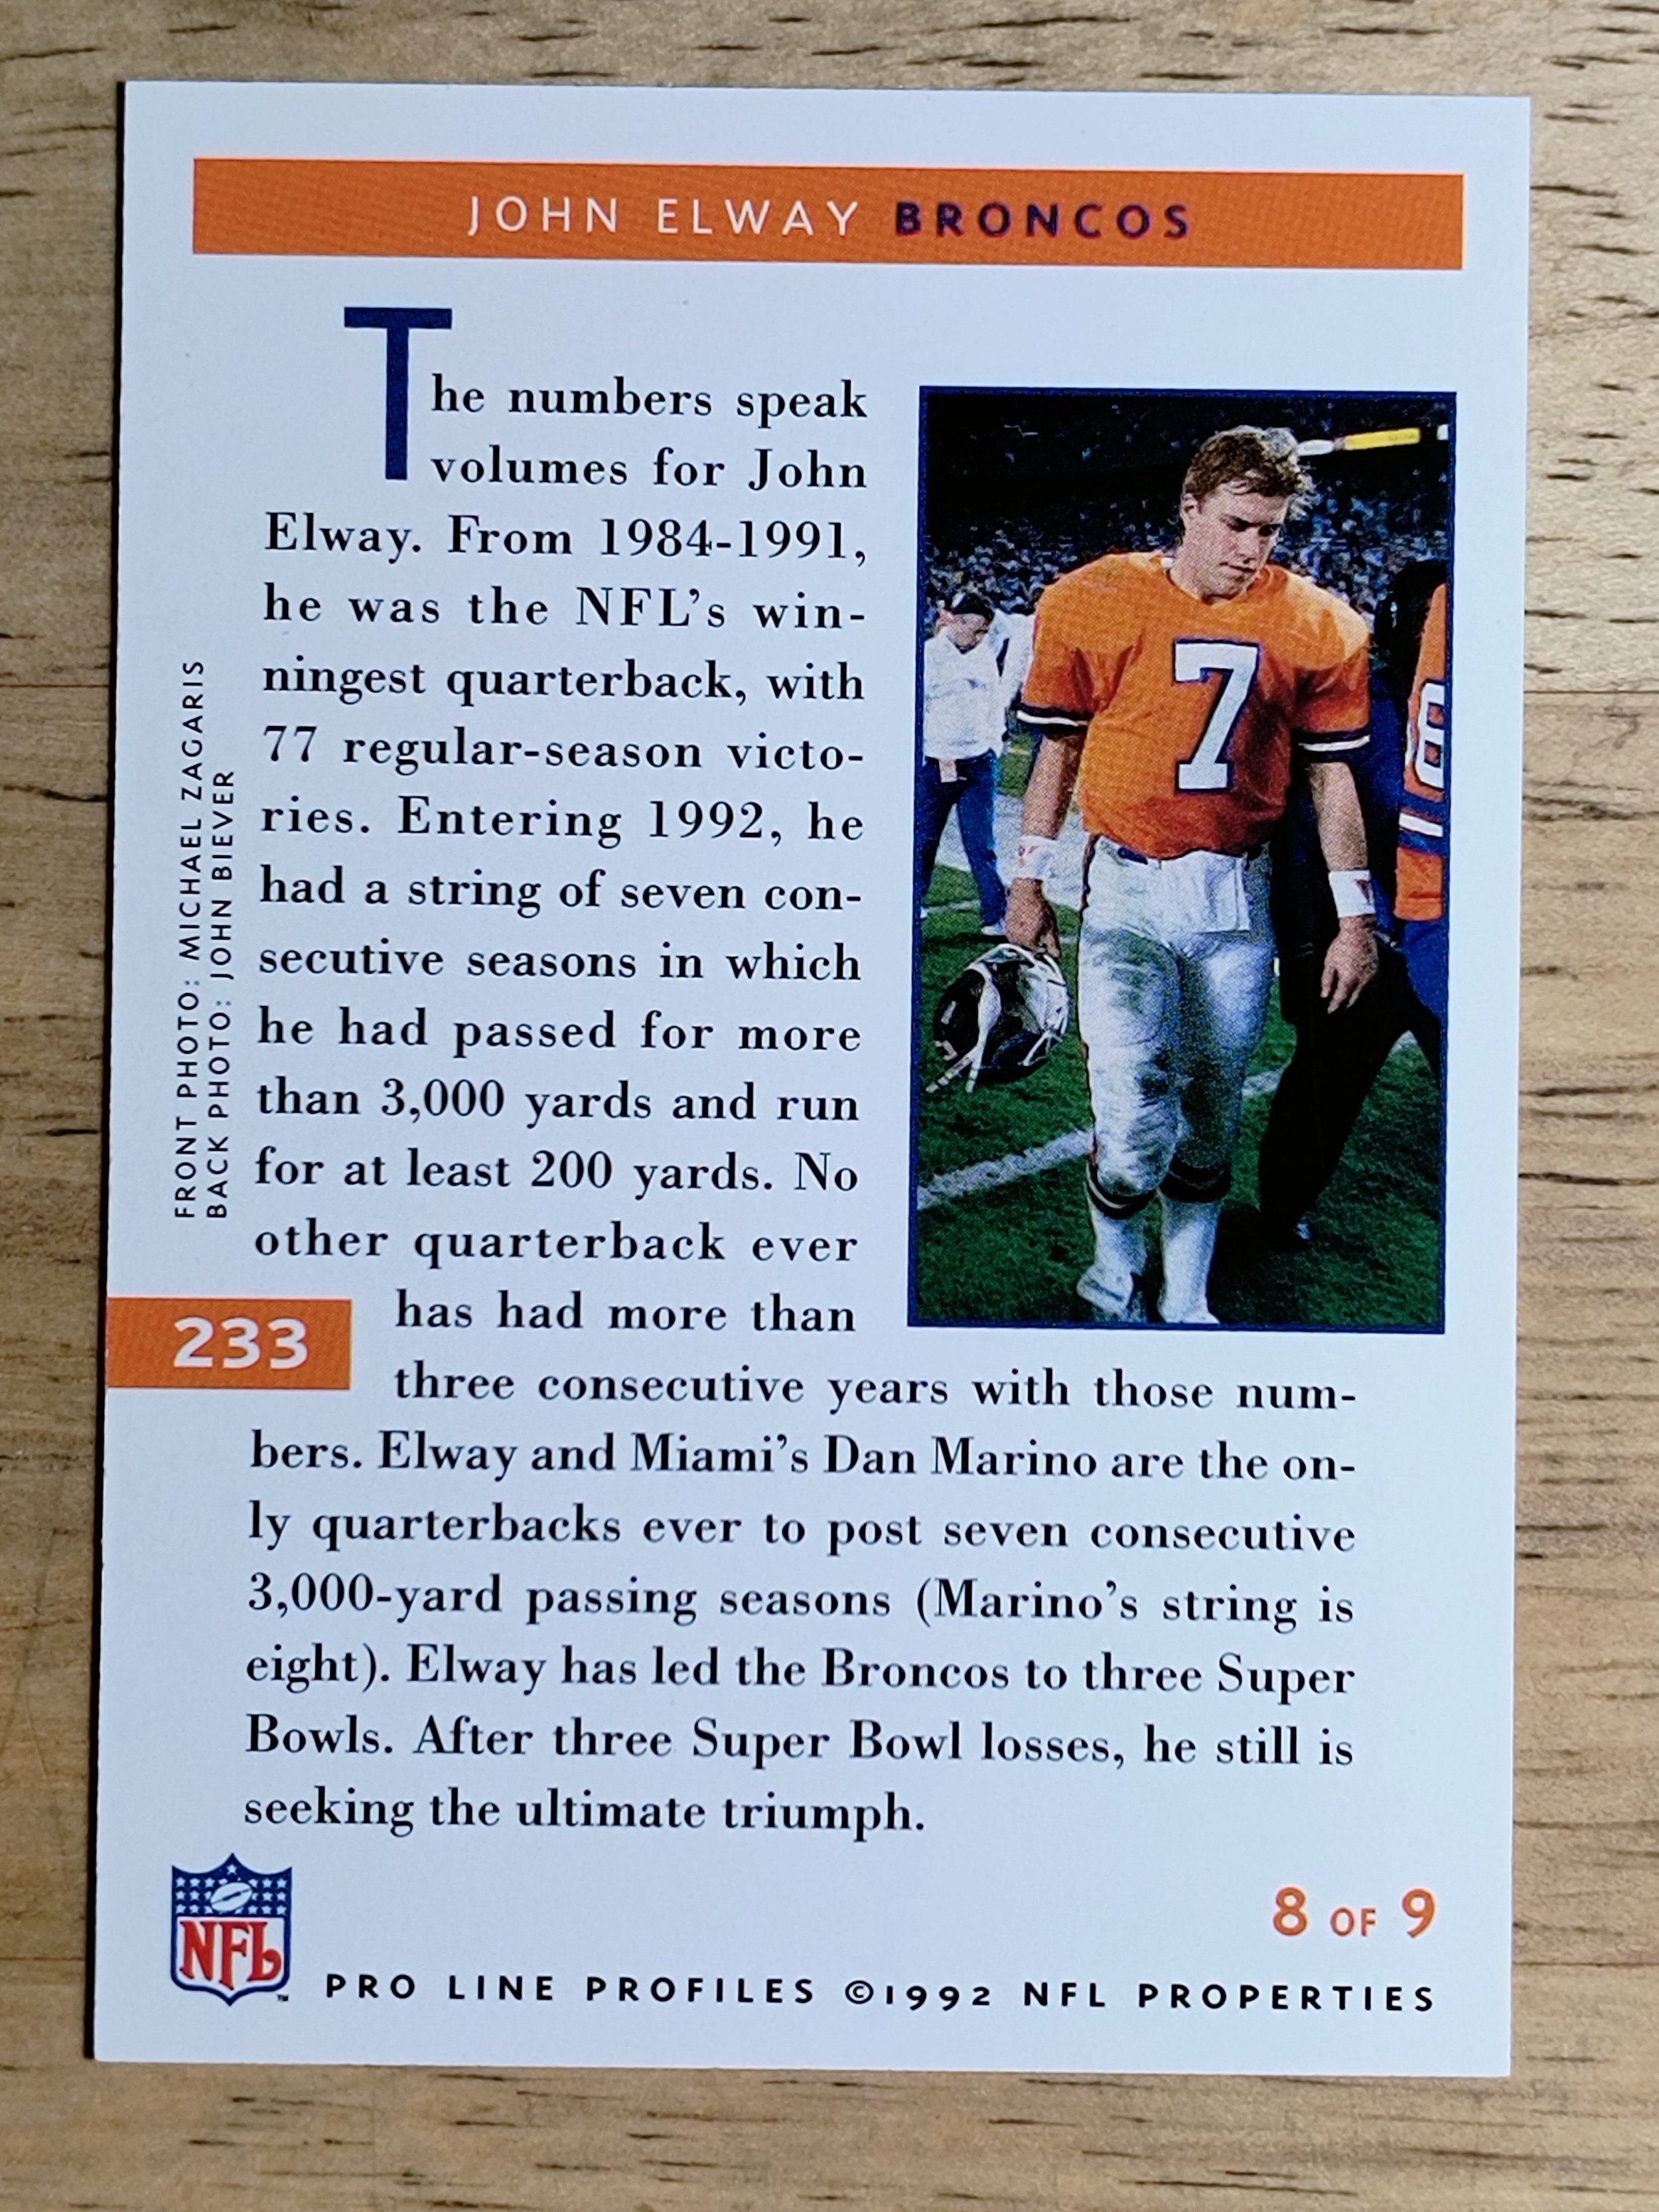 JOHN ELWAY BRONCOS
The numbers speak
volumes for John
Elway. From 1984-1991,
he was the NFL's win-
ningest quarterback, with
77 regular-season victo-
ries. Entering 1992, he
had a string of seven con-
secutive seasons in which
he had passed for more
than 3,000 yards and run
for at least 200 yards. No
other quarterback ever
has had more than
three consecutive years with those num-
bers. Elway and Miami's Dan Marino are the on-
ly quarterbacks ever to post seven consecutive
3,000-yard passing seasons (Marino's string is
eight). Elway has led the Broncos to three Super
Bowls. After three Super Bowl losses, he still is
seeking the ultimate triumph.
FRONT PHOTO: MICHAEL ZAGARIS
BACK PHOTO: JOHN BIEVER
233
7
8
8 OF 9
NFL
TM
PRO LINE PROFILES ©1992 NFL PROPERTIES